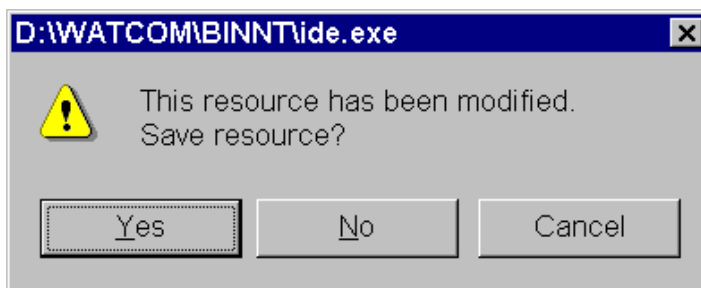 D:\WATCOM\BINNT\ide.exe
This resource has been modified.
Save resource?
Yes No Cancel